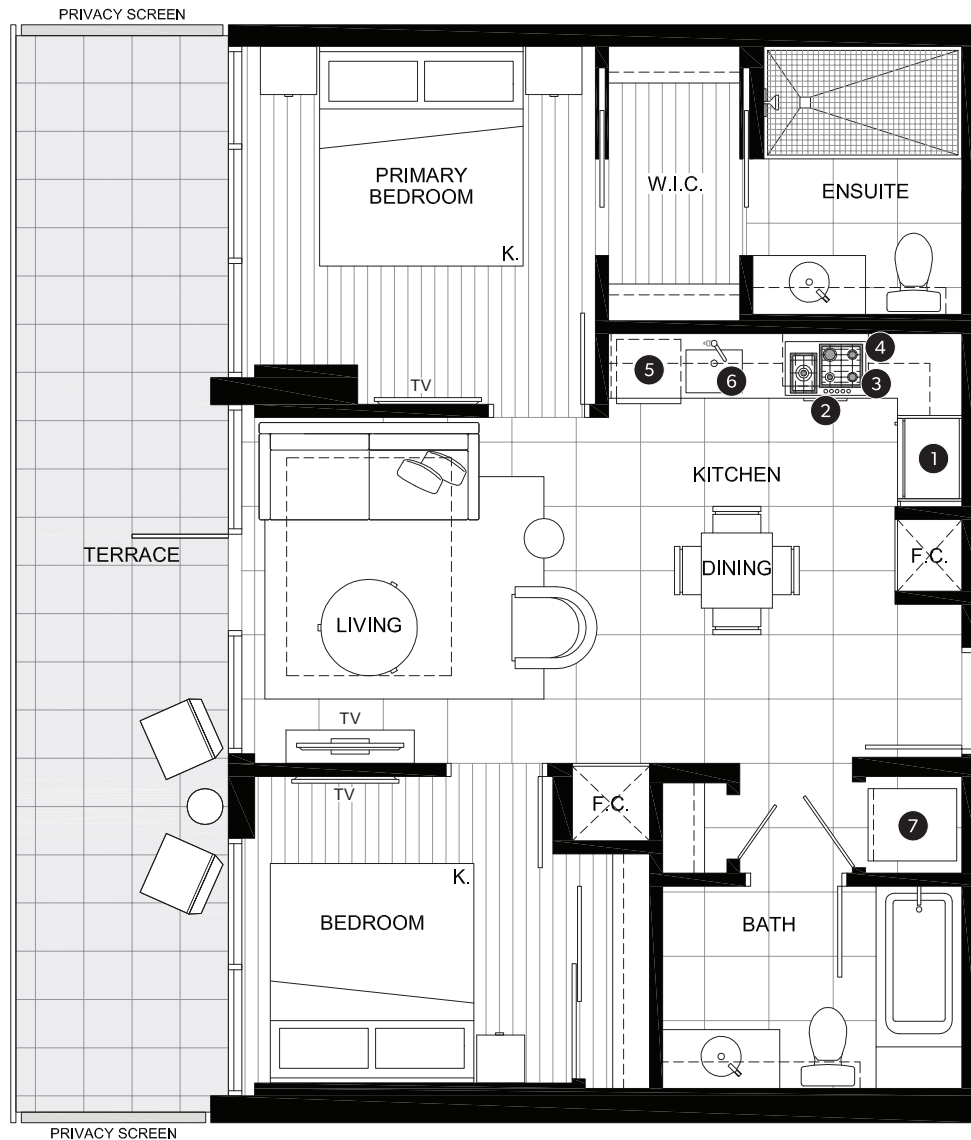 PRIVACY SCREEN
PRIMARY
BEDROOM
K.
W.I.C.
ENSUITE
TV
5
6
4
3
2
1
KITCHEN
TERRACE
F.C.
DINING
LIVING
TV
TV
F.C.
7
K.
BEDROOM
BATH
PRIVACY SCREEN